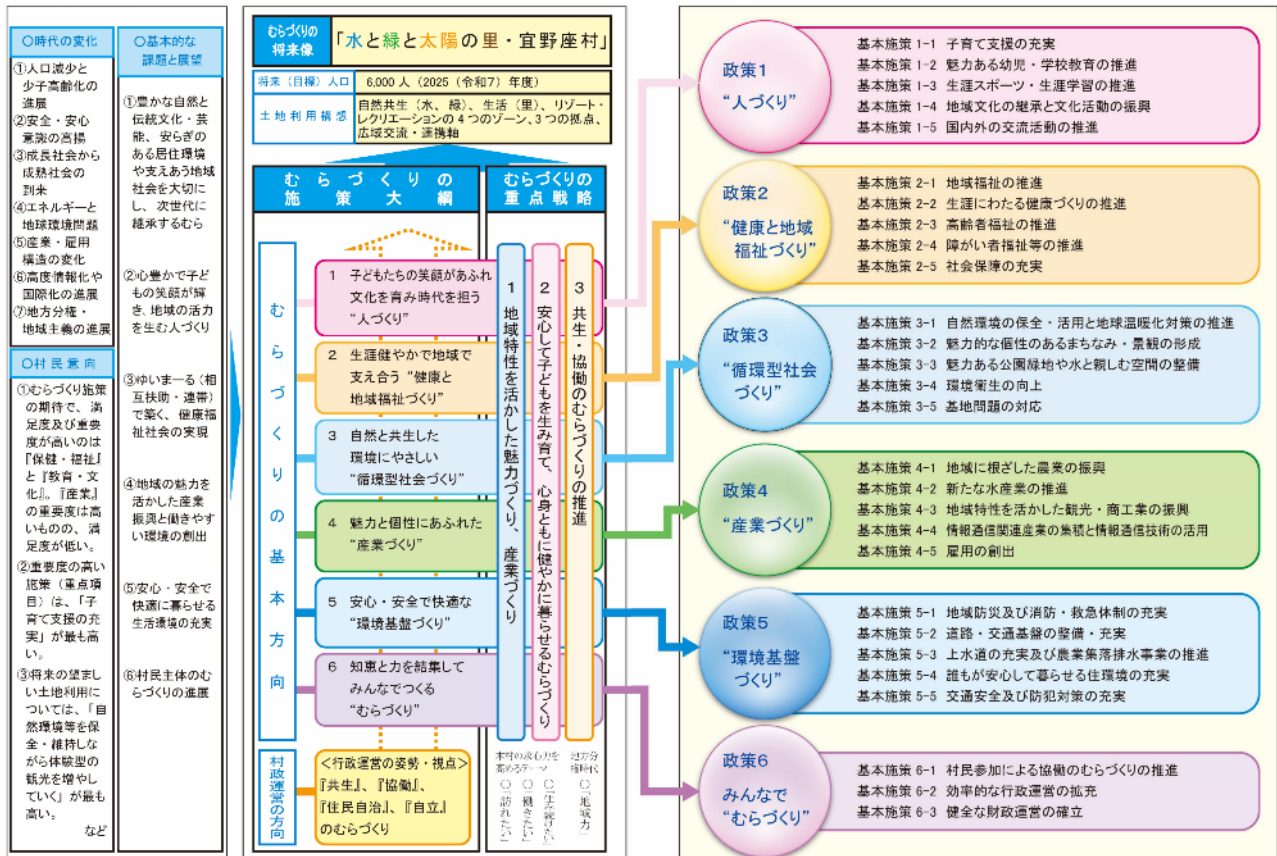 〇時代の変化
①人口減少と
少子高齢化の
進展
②安全・安心
意識の高揚
③成長社会から
成熟社会の
到来
④エネルギーと
地球環境問題
⑤産業・雇用
構造の変化
⑥高度情報化や
国際化の進展
⑦地方分権・
地域主義の進展
〇村民意向
①むらづくり施策
の期待で、満
足度及び重要
度が高いのは
『保健・福祉』
と『教育・文
化』。『産業』
の重要度は高
いものの、満
足度が低い。
②重要度の高い
施策（重点項
目）は、「子
育て支援の充
実」が最も高
い。
③将来の望まし
い土地利用に
ついては、「自
然環境等を保
全・維持しな
がら体験型の
観光を増やし
ていく」が最も
高い。
など
〇基本的な
課題と展望
①豊かな自然と
伝統文化・芸
能、安らぎの
ある居住環境
や支えあう地域
社会を大切に
し、次世代に
継承するむら
②心豊かで子ど
もの笑顔が輝
き、地域の活力
を生む人づくり
③ゆいまーる（相
互扶助・連帯）
で築く、健康福
祉社会の実現
④地域の魅力を
活かした産業
振興と働きやす
い環境の創出
⑤安心・安全で
快適に暮らせる
生活環境の充実
⑥村民主体のむ
らづくりの進展
むらづくりの
将来像
「水と緑と太陽の里・宜野座村」
将来（目標）人口
6,000人（2025（令和7）年度）
土地利用構想
自然共生（水、緑）、生活（里）、リゾート・
レクリエーションの4つのゾーン、3つの拠点、
広域交流・連携軸
むらづくりの
施策大綱
むらづくりの
重点戦略
むらづくりの基本方向
1 子どもたちの笑顔があふれ
文化を育み時代を担う
“人づくり”
2 生涯健やかで地域で
支え合う“健康と
地域福祉づくり”
3 自然と共生した
環境にやさしい
“循環型社会づくり”
4 魅力と個性にあふれた
“産業づくり”
5 安心・安全で快適な
“環境基盤づくり”
6 知恵と力を結集して
みんなでつくる
“むらづくり”
1 地域特性を活かした魅力づくり、産業づくり
2 安心して子どもを生み育て、心身ともに健やかに暮らせるむらづくり
3 共生・協働のむらづくりの推進
村政運営の方向
＜行政運営の姿勢・視点＞
『共生』、『協働』、
『住民自治』、『自立』
のむらづくり
本村の求心力を
高めるテーマ
〇「住み続けたい」
〇「働きたい」
〇「訪れたい」
地方分
権時代
〇「地域力」
政策1
“人づくり”
基本施策 1-1 子育て支援の充実
基本施策 1-2 魅力ある幼児・学校教育の推進
基本施策 1-3 生涯スポーツ・生涯学習の推進
基本施策 1-4 地域文化の継承と文化活動の振興
基本施策 1-5 国内外の交流活動の推進
政策2
“健康と地域
福祉づくり”
基本施策 2-1 地域福祉の推進
基本施策 2-2 生涯にわたる健康づくりの推進
基本施策 2-3 高齢者福祉の推進
基本施策 2-4 障がい者福祉等の推進
基本施策 2-5 社会保障の充実
政策3
“循環型社会
づくり”
基本施策 3-1 自然環境の保全・活用と地球温暖化対策の推進
基本施策 3-2 魅力的な個性のあるまちなみ・景観の形成
基本施策 3-3 魅力ある公園緑地や水と親しむ空間の整備
基本施策 3-4 環境衛生の向上
基本施策 3-5 基地問題の対応
政策4
“産業づくり”
基本施策 4-1 地域に根ざした農業の振興
基本施策 4-2 新たな水産業の推進
基本施策 4-3 地域特性を活かした観光・商工業の振興
基本施策 4-4 情報通信関連産業の集積と情報通信技術の活用
基本施策 4-5 雇用の創出
政策5
“環境基盤
づくり”
基本施策 5-1 地域防災及び消防・救急体制の充実
基本施策 5-2 道路・交通基盤の整備・充実
基本施策 5-3 上水道の充実及び農業集落排水事業の推進
基本施策 5-4 誰もが安心して暮らせる住環境の充実
基本施策 5-5 交通安全及び防犯対策の充実
政策6
みんなで
“むらづくり”
基本施策 6-1 村民参加による協働のむらづくりの推進
基本施策 6-2 効率的な行政運営の拡充
基本施策 6-3 健全な財政運営の確立